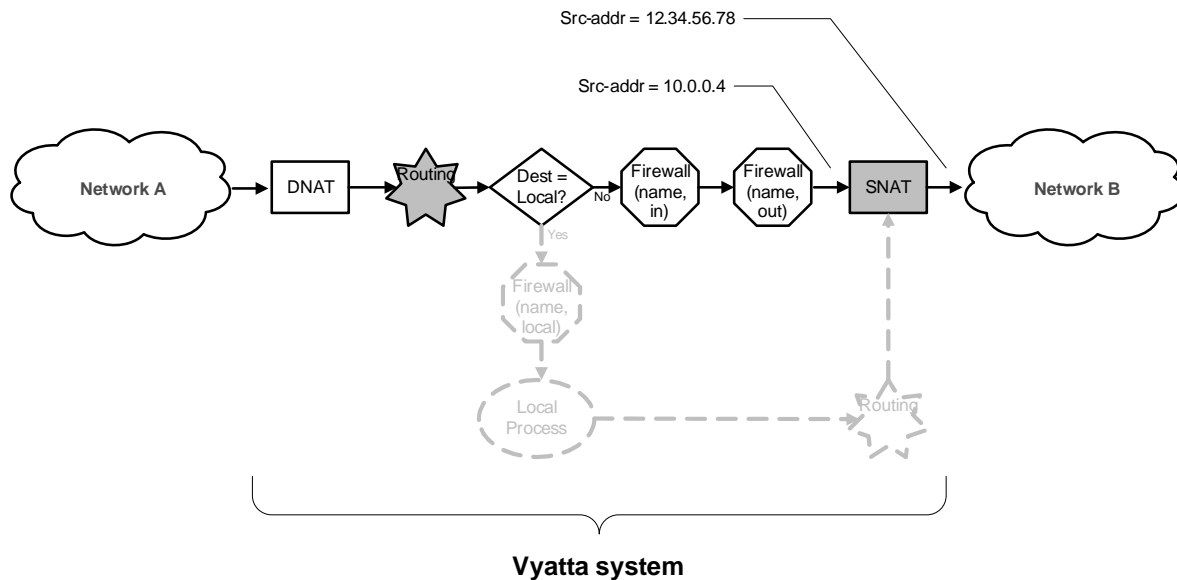 Src-addr = 12.34.56.78
Src-addr = 10.0.0.4
Network A
DNAT
Routing
Dest =
Local?
No
Firewall
(name,
in)
Firewall
(name,
out)
SNAT
Network B
Yes
Firewall
(name,
local)
Local
Process
Routing
Vyatta system